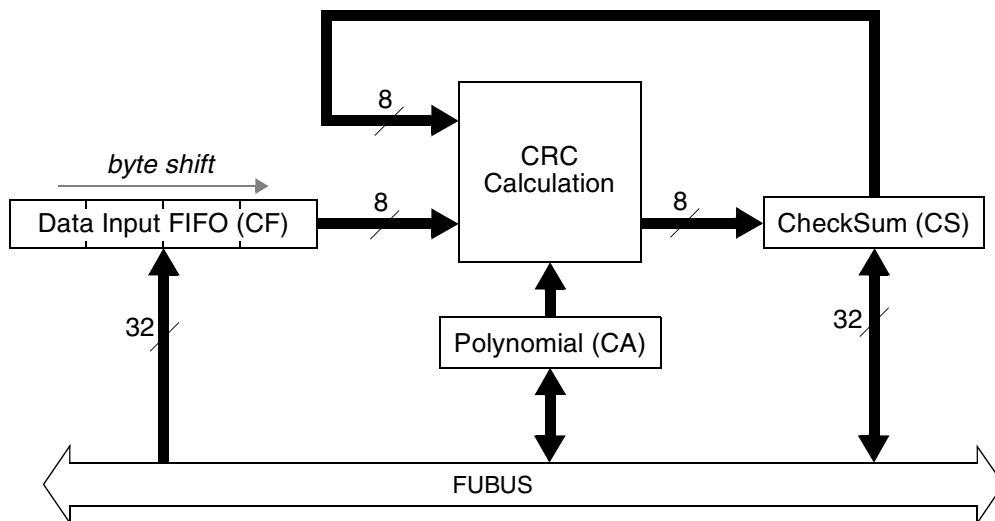 8
CRC
Calculation
byte shift
Data Input FIFO (CF)
8
8
CheckSum (CS)
32
Polynomial (CA)
32
FUBUS